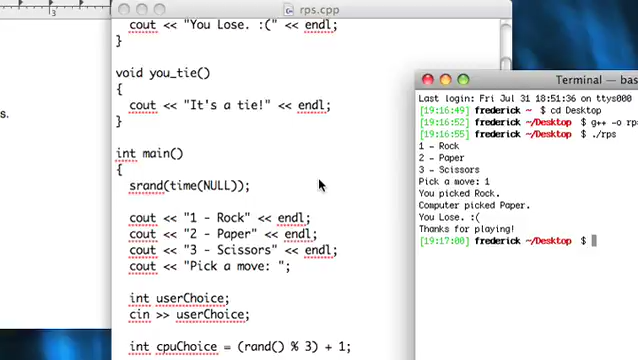 3
s.
rps.cpp
cout << "You Lose. :(" << endl;
}
void you_tie()
{
cout << "It's a tie!" << endl;
}
int main()
{
srand(time(NULL));
cout << "1 - Rock" << endl;
cout << "2 - Paper" << endl;
cout << "3 - Scissors" << endl;
cout << "Pick a move: ";
int userChoice;
cin >> userChoice;
int cpuChoice = (rand() % 3) + 1;
Terminal — bas
Last login: Fri Jul 31 18:51:36 on ttys000
[19:16:49] frederick ~ $ cd Desktop
[19:16:52] frederick ~/Desktop $ g++ -o rps
[19:16:55] frederick ~/Desktop $ ./rps
1 - Rock
2 - Paper
3 - Scissors
Pick a move: 1
You picked Rock.
Computer picked Paper.
You Lose. :(
Thanks for playing!
[19:17:00] frederick ~/Desktop $